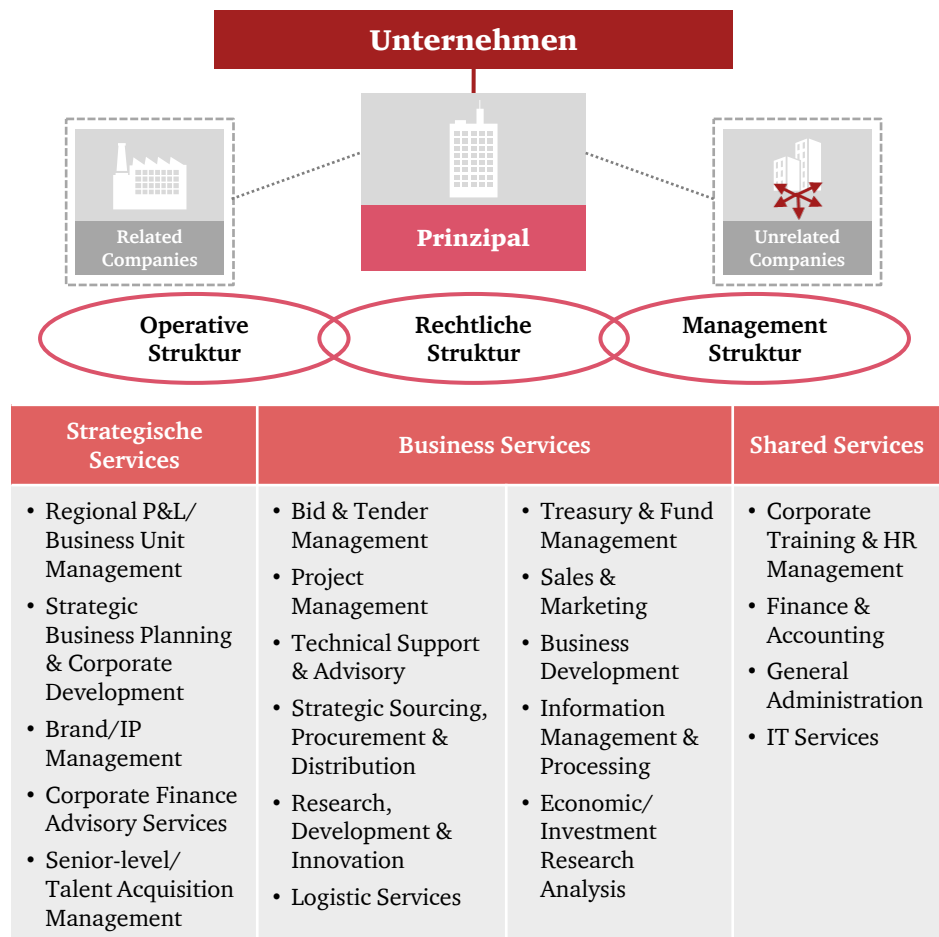 Unternehmen
Related
Companies
Prinzipal
Unrelated
Companies
Operative
Struktur
Rechtliche
Struktur
Management
Struktur
Strategische
Services
• Regional P&L/
Business Unit
Management
• Strategic
Business Planning
& Corporate
Development
• Brand/IP
Management
• Corporate Finance
Advisory Services
• Senior-level/
Talent Acquisition
Management
Business Services
• Bid & Tender
Management
• Project
Management
• Technical Support
& Advisory
• Strategic Sourcing,
Procurement &
Distribution
• Research,
Development &
Innovation
• Logistic Services
• Treasury & Fund
Management
• Sales &
Marketing
• Business
Development
• Information
Management &
Processing
• Economic/
Investment
Research
Analysis
Shared Services
• Corporate
Training & HR
Management
• Finance &
Accounting
• General
Administration
• IT Services